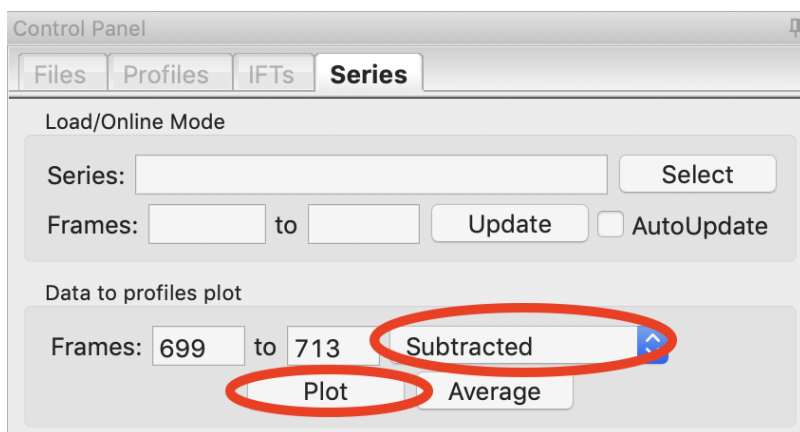 Control Panel
Files Profiles IFTs Series
Load/Online Mode
Series: Select
Frames: to Update AutoUpdate
Data to profiles plot
Frames: 699 to 713 Subtracted
Plot Average